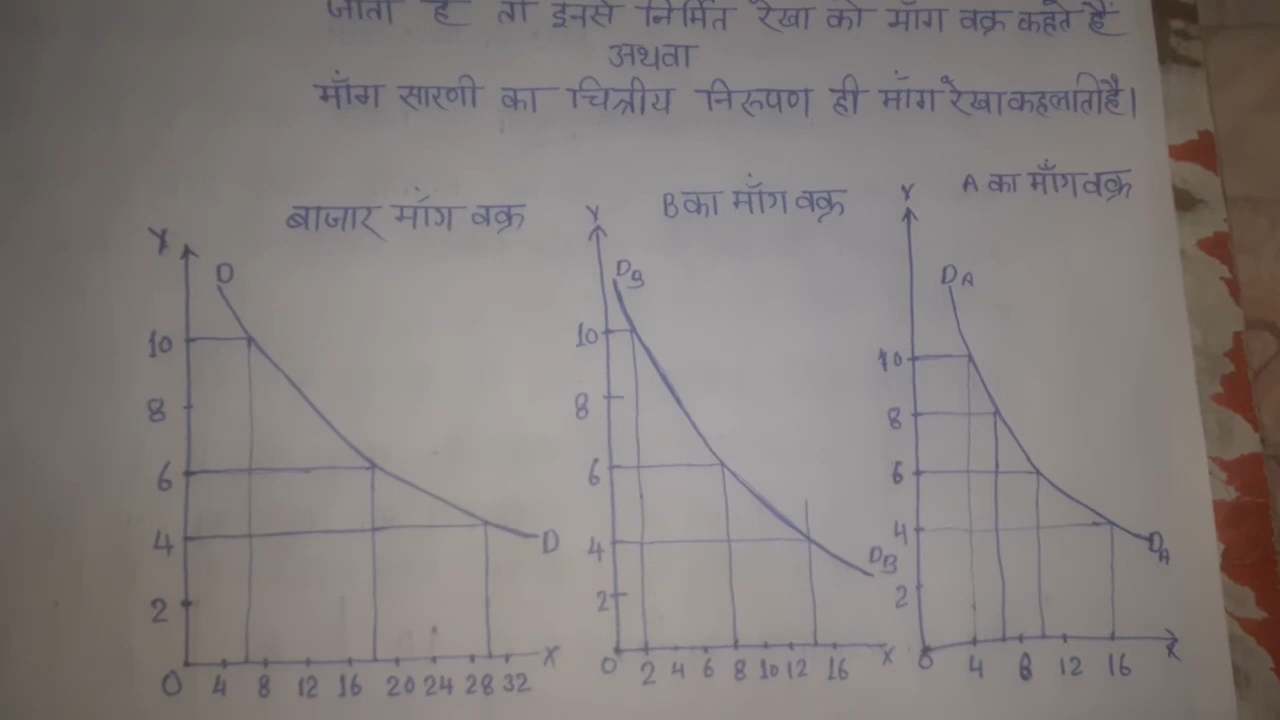 जाता है तो इनसे निर्मित रेखा को माँग वक्र कहते हैं
अथवा
माँग सारणी का चित्रीय निरुपण ही माँग रेखा कहलाती है।
बाजार माँग वक्र
Y
D
10
8
6
4
2
D
X
0 4 8 12 16 20 24 28 32
B का माँग वक्र
Y
DB
10
8
6
4
2
DB
X
0 2 4 6 8 10 12 16
A का माँग वक्र
Y
DA
10
8
6
4
2
DA
X
0 4 8 12 16